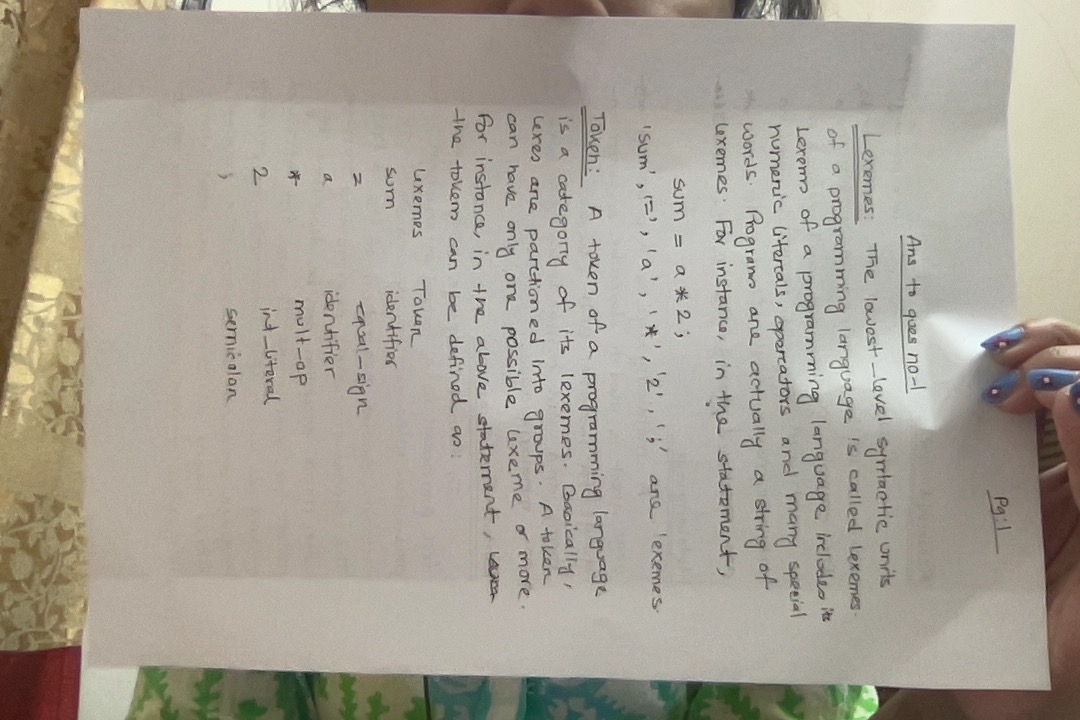 Pg:1
Ans to ques no-1
Lexemes: The lowest-level syntactic units
of a programming language is called lexemes.
Lexems of a programming language includes its
numeric literals, operators and many special
words. Programs are actually a string of
lexemes. For instance, in the statement,
sum = a * 2 ;
'sum', '=', 'a', '*', '2', ';' are lexemes.
Token: A token of a programming language
is a category of its lexemes. Basically,
lexes are partioned into groups. A token
can have only one possible lexeme or more.
For instance, in the above statement,
the tokens can be defined as:
Lexemes Token
sum identifier
= equal-sign
a identifier
* mult-op
2 int_literal
; semicolon